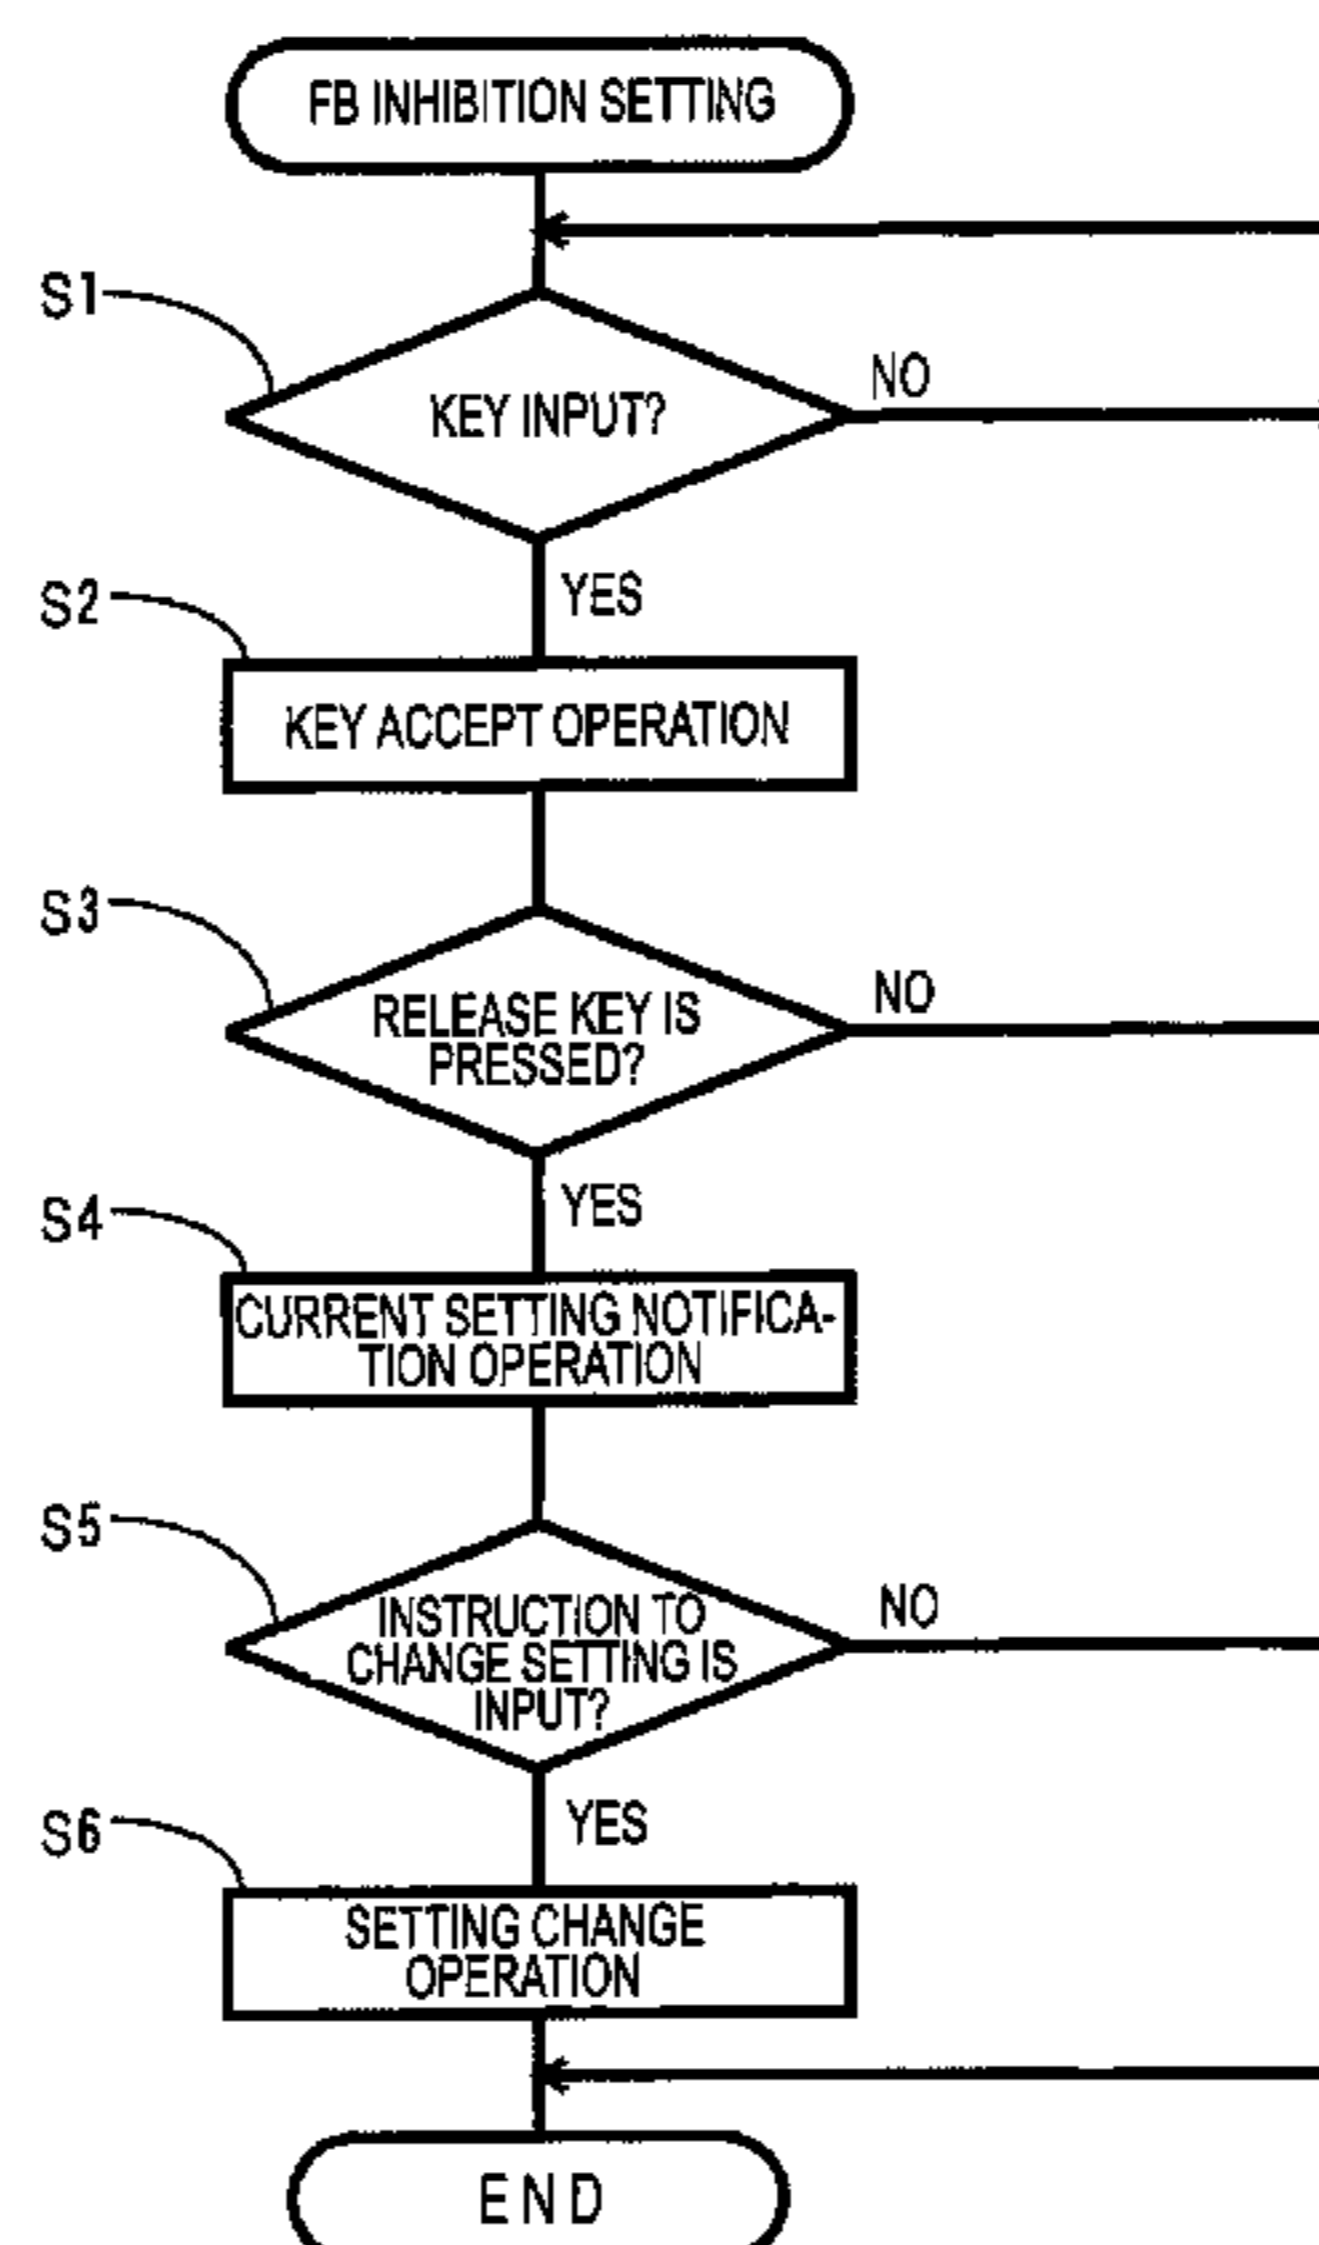 FB INHIBITION SETTING
S1
KEY INPUT?
NO
YES
S2
KEY ACCEPT OPERATION
S3
RELEASE KEY IS
PRESSED?
NO
YES
S4
CURRENT SETTING NOTIFICA-
TION OPERATION
S5
INSTRUCTION TO
CHANGE SETTING IS
INPUT?
NO
YES
S6
SETTING CHANGE
OPERATION
END